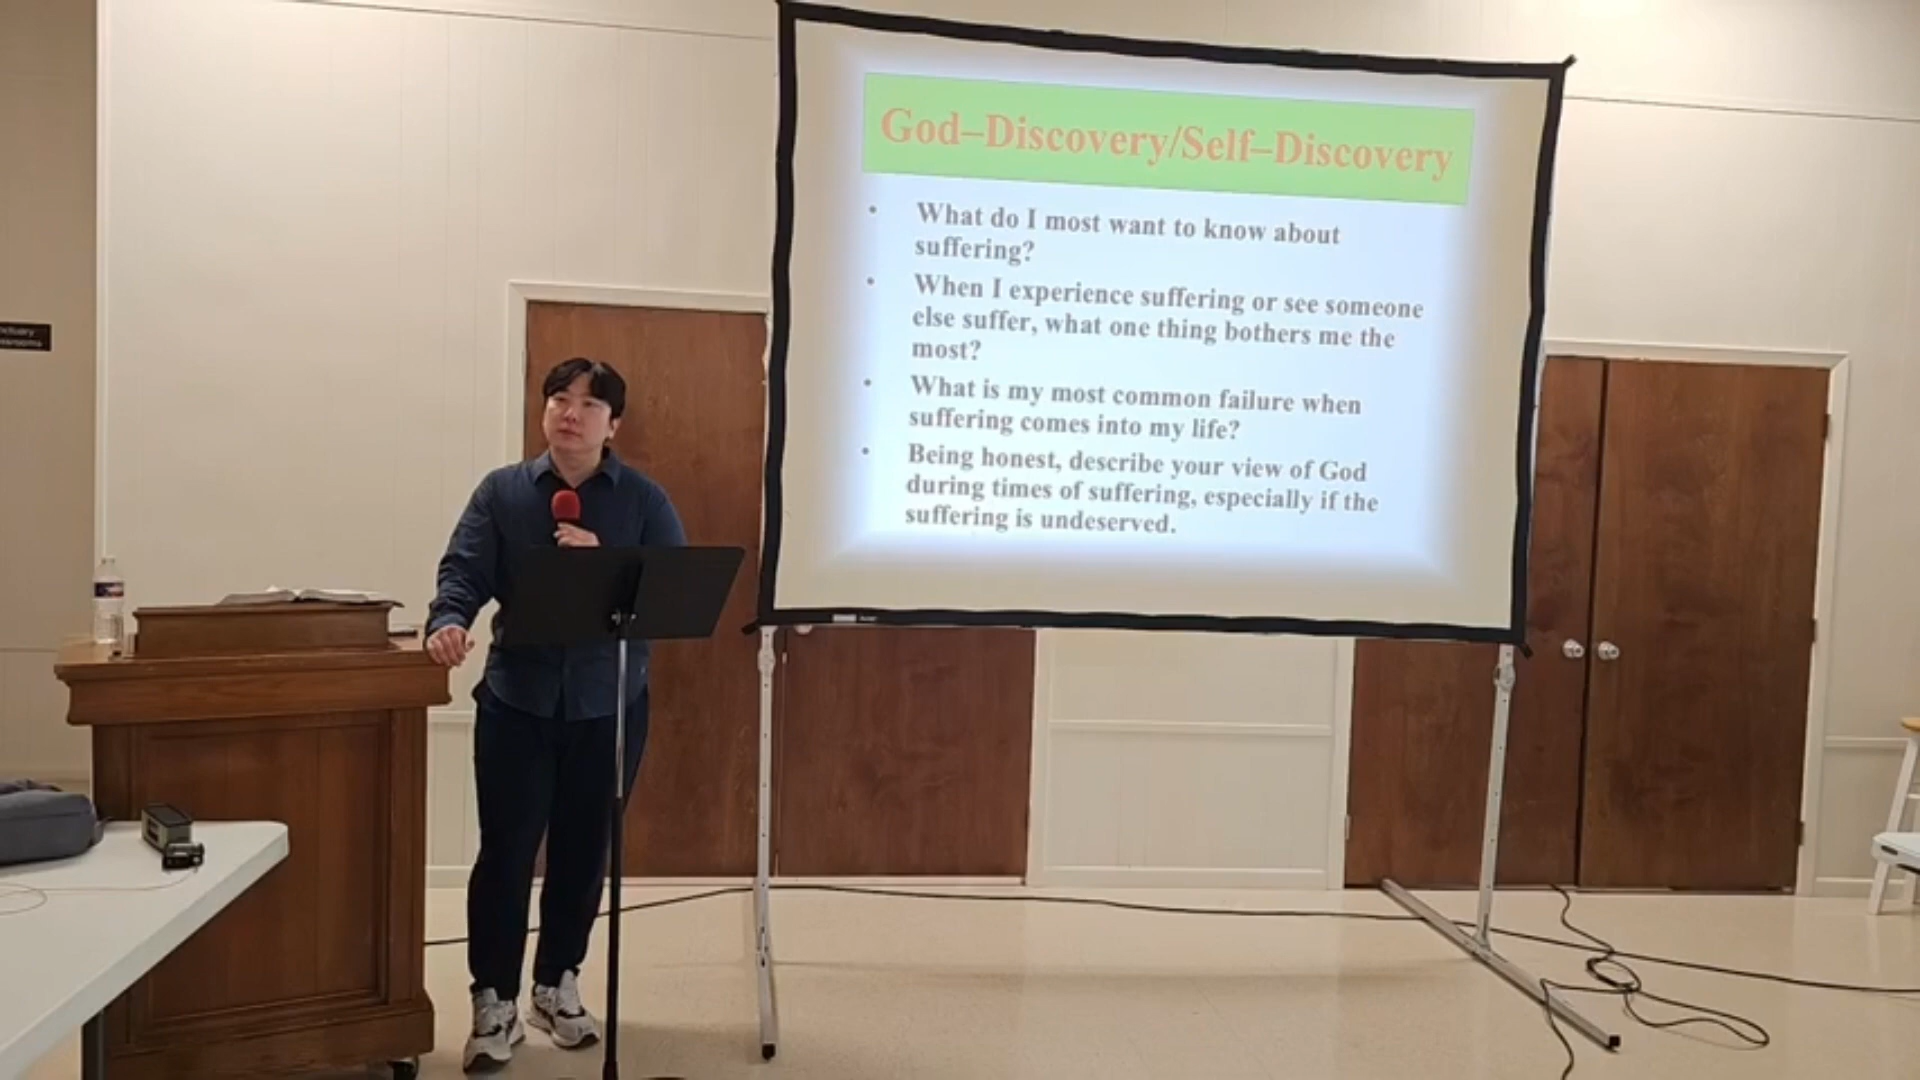 God–Discovery/Self–Discovery
• What do I most want to know about
suffering?
• When I experience suffering or see someone
else suffer, what one thing bothers me the
most?
• What is my most common failure when
suffering comes into my life?
• Being honest, describe your view of God
during times of suffering, especially if the
suffering is undeserved.